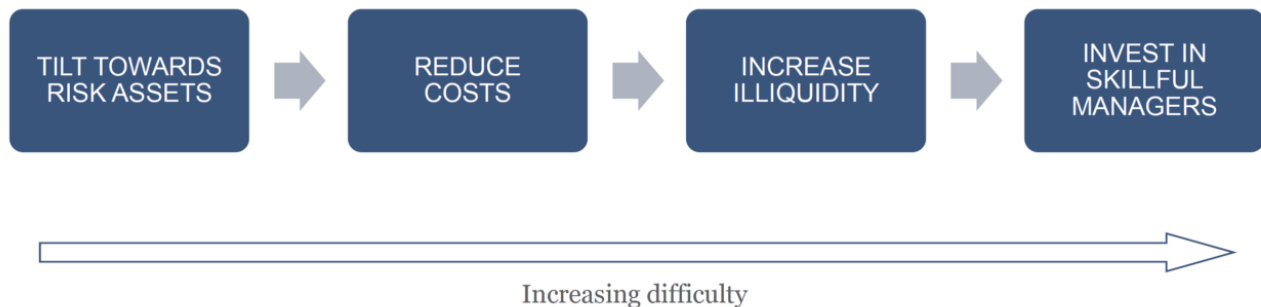 TILT TOWARDS
RISK ASSETS
REDUCE
COSTS
INCREASE
ILLIQUIDITY
INVEST IN
SKILLFUL
MANAGERS
Increasing difficulty